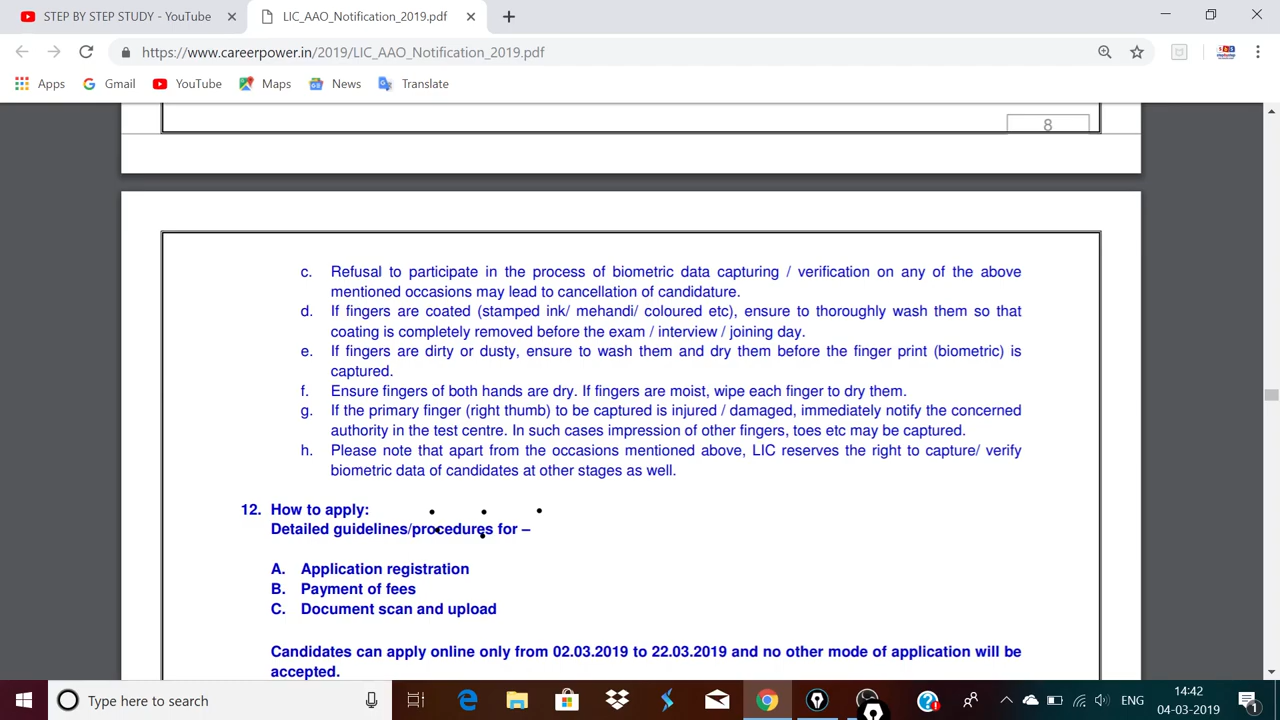 STEP BY STEP STUDY - YouTube
LIC_AAO_Notification_2019.pdf
https://www.careerpower.in/2019/LIC_AAO_Notification_2019.pdf
Apps Gmail YouTube Maps News Translate
8
c. Refusal to participate in the process of biometric data capturing / verification on any of the above
mentioned occasions may lead to cancellation of candidature.
d. If fingers are coated (stamped ink/ mehandi/ coloured etc), ensure to thoroughly wash them so that
coating is completely removed before the exam / interview / joining day.
e. If fingers are dirty or dusty, ensure to wash them and dry them before the finger print (biometric) is
captured.
f. Ensure fingers of both hands are dry. If fingers are moist, wipe each finger to dry them.
g. If the primary finger (right thumb) to be captured is injured / damaged, immediately notify the concerned
authority in the test centre. In such cases impression of other fingers, toes etc may be captured.
h. Please note that apart from the occasions mentioned above, LIC reserves the right to capture/ verify
biometric data of candidates at other stages as well.
12. How to apply:
Detailed guidelines/procedures for –
A. Application registration
B. Payment of fees
C. Document scan and upload
Candidates can apply online only from 02.03.2019 to 22.03.2019 and no other mode of application will be
accepted.
Type here to search
ENG
14:42
04-03-2019
1